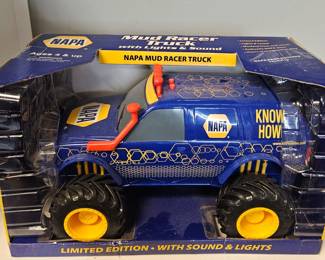 NAPA
Mud Racer
Truck
with Lights & Sound
Ages 3 & up
NAPA MUD RACER TRUCK
NAPA
NAPA
KNOW
HOW
LIMITED EDITION • WITH SOUND & LIGHTS